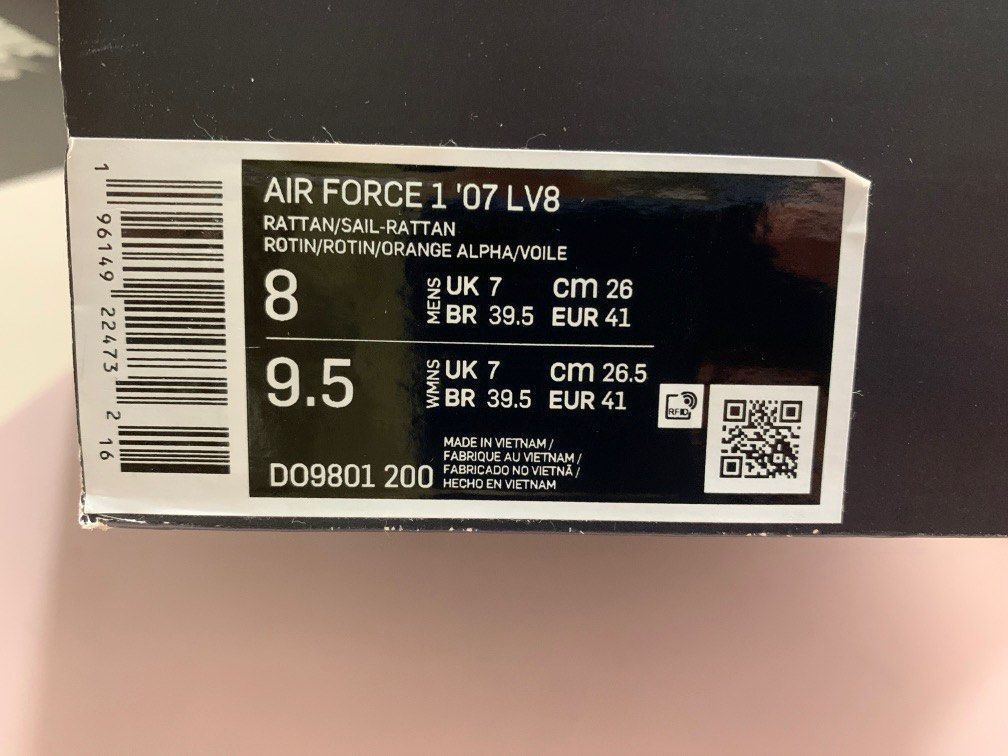 AIR FORCE 1 '07 LV8
RATTAN/SAIL-RATTAN
ROTIN/ROTIN/ORANGE ALPHA/VOILE
8
MENS
UK 7 cm 26
BR 39.5 EUR 41
9.5
WMNS
UK 7 cm 26.5
BR 39.5 EUR 41
RFID
MADE IN VIETNAM /
FABRIQUE AU VIETNAM /
FABRICADO NO VIETNÃ /
HECHO EN VIETNAM
DO9801 200
1 96149 22473 2 16